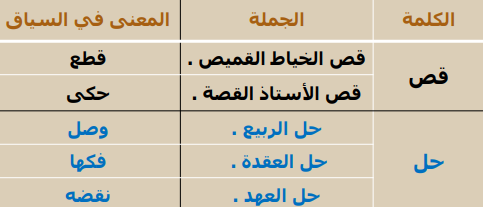 الكلمة الجملة المعنى في السياق
قص الخياط القميص . قطع
قص
قص الأستاذ القصة . حكى
حل الربيع . وصل
حل حل العقدة . فكها
حل العهد . نقضه